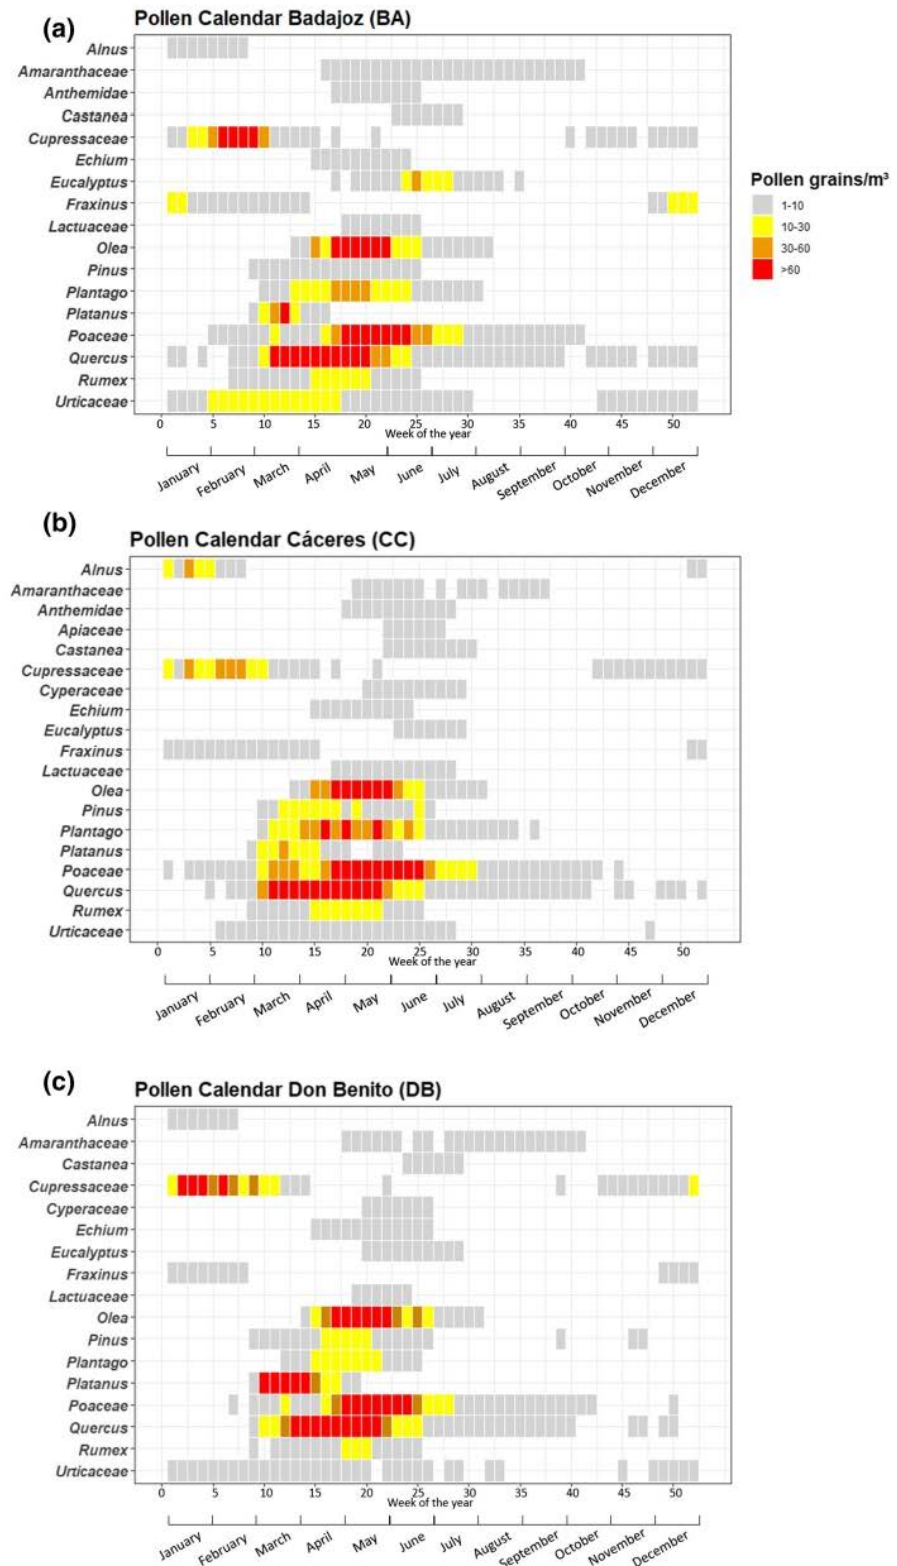 (a)
Pollen Calendar Badajoz (BA)
Alnus
Amaranthaceae
Anthemidae
Castanea
Cupressaceae
Echium
Eucalyptus
Fraxinus
Lactuaceae
Olea
Pinus
Plantago
Platanus
Poaceae
Quercus
Rumex
Urticaceae
Pollen grains/m³
1-10
10-30
30-60
>60
0 5 10 15 20 25 30 35 40 45 50
Week of the year
January February March April May June July August September October November December
(b)
Pollen Calendar Cáceres (CC)
Alnus
Amaranthaceae
Anthemidae
Apiaceae
Castanea
Cupressaceae
Cyperaceae
Echium
Eucalyptus
Fraxinus
Lactuaceae
Olea
Pinus
Plantago
Platanus
Poaceae
Quercus
Rumex
Urticaceae
0 5 10 15 20 25 30 35 40 45 50
Week of the year
January February March April May June July August September October November December
(c)
Pollen Calendar Don Benito (DB)
Alnus
Amaranthaceae
Castanea
Cupressaceae
Cyperaceae
Echium
Eucalyptus
Fraxinus
Lactuaceae
Olea
Pinus
Plantago
Platanus
Poaceae
Quercus
Rumex
Urticaceae
0 5 10 15 20 25 30 35 40 45 50
Week of the year
January February March April May June July August September October November December